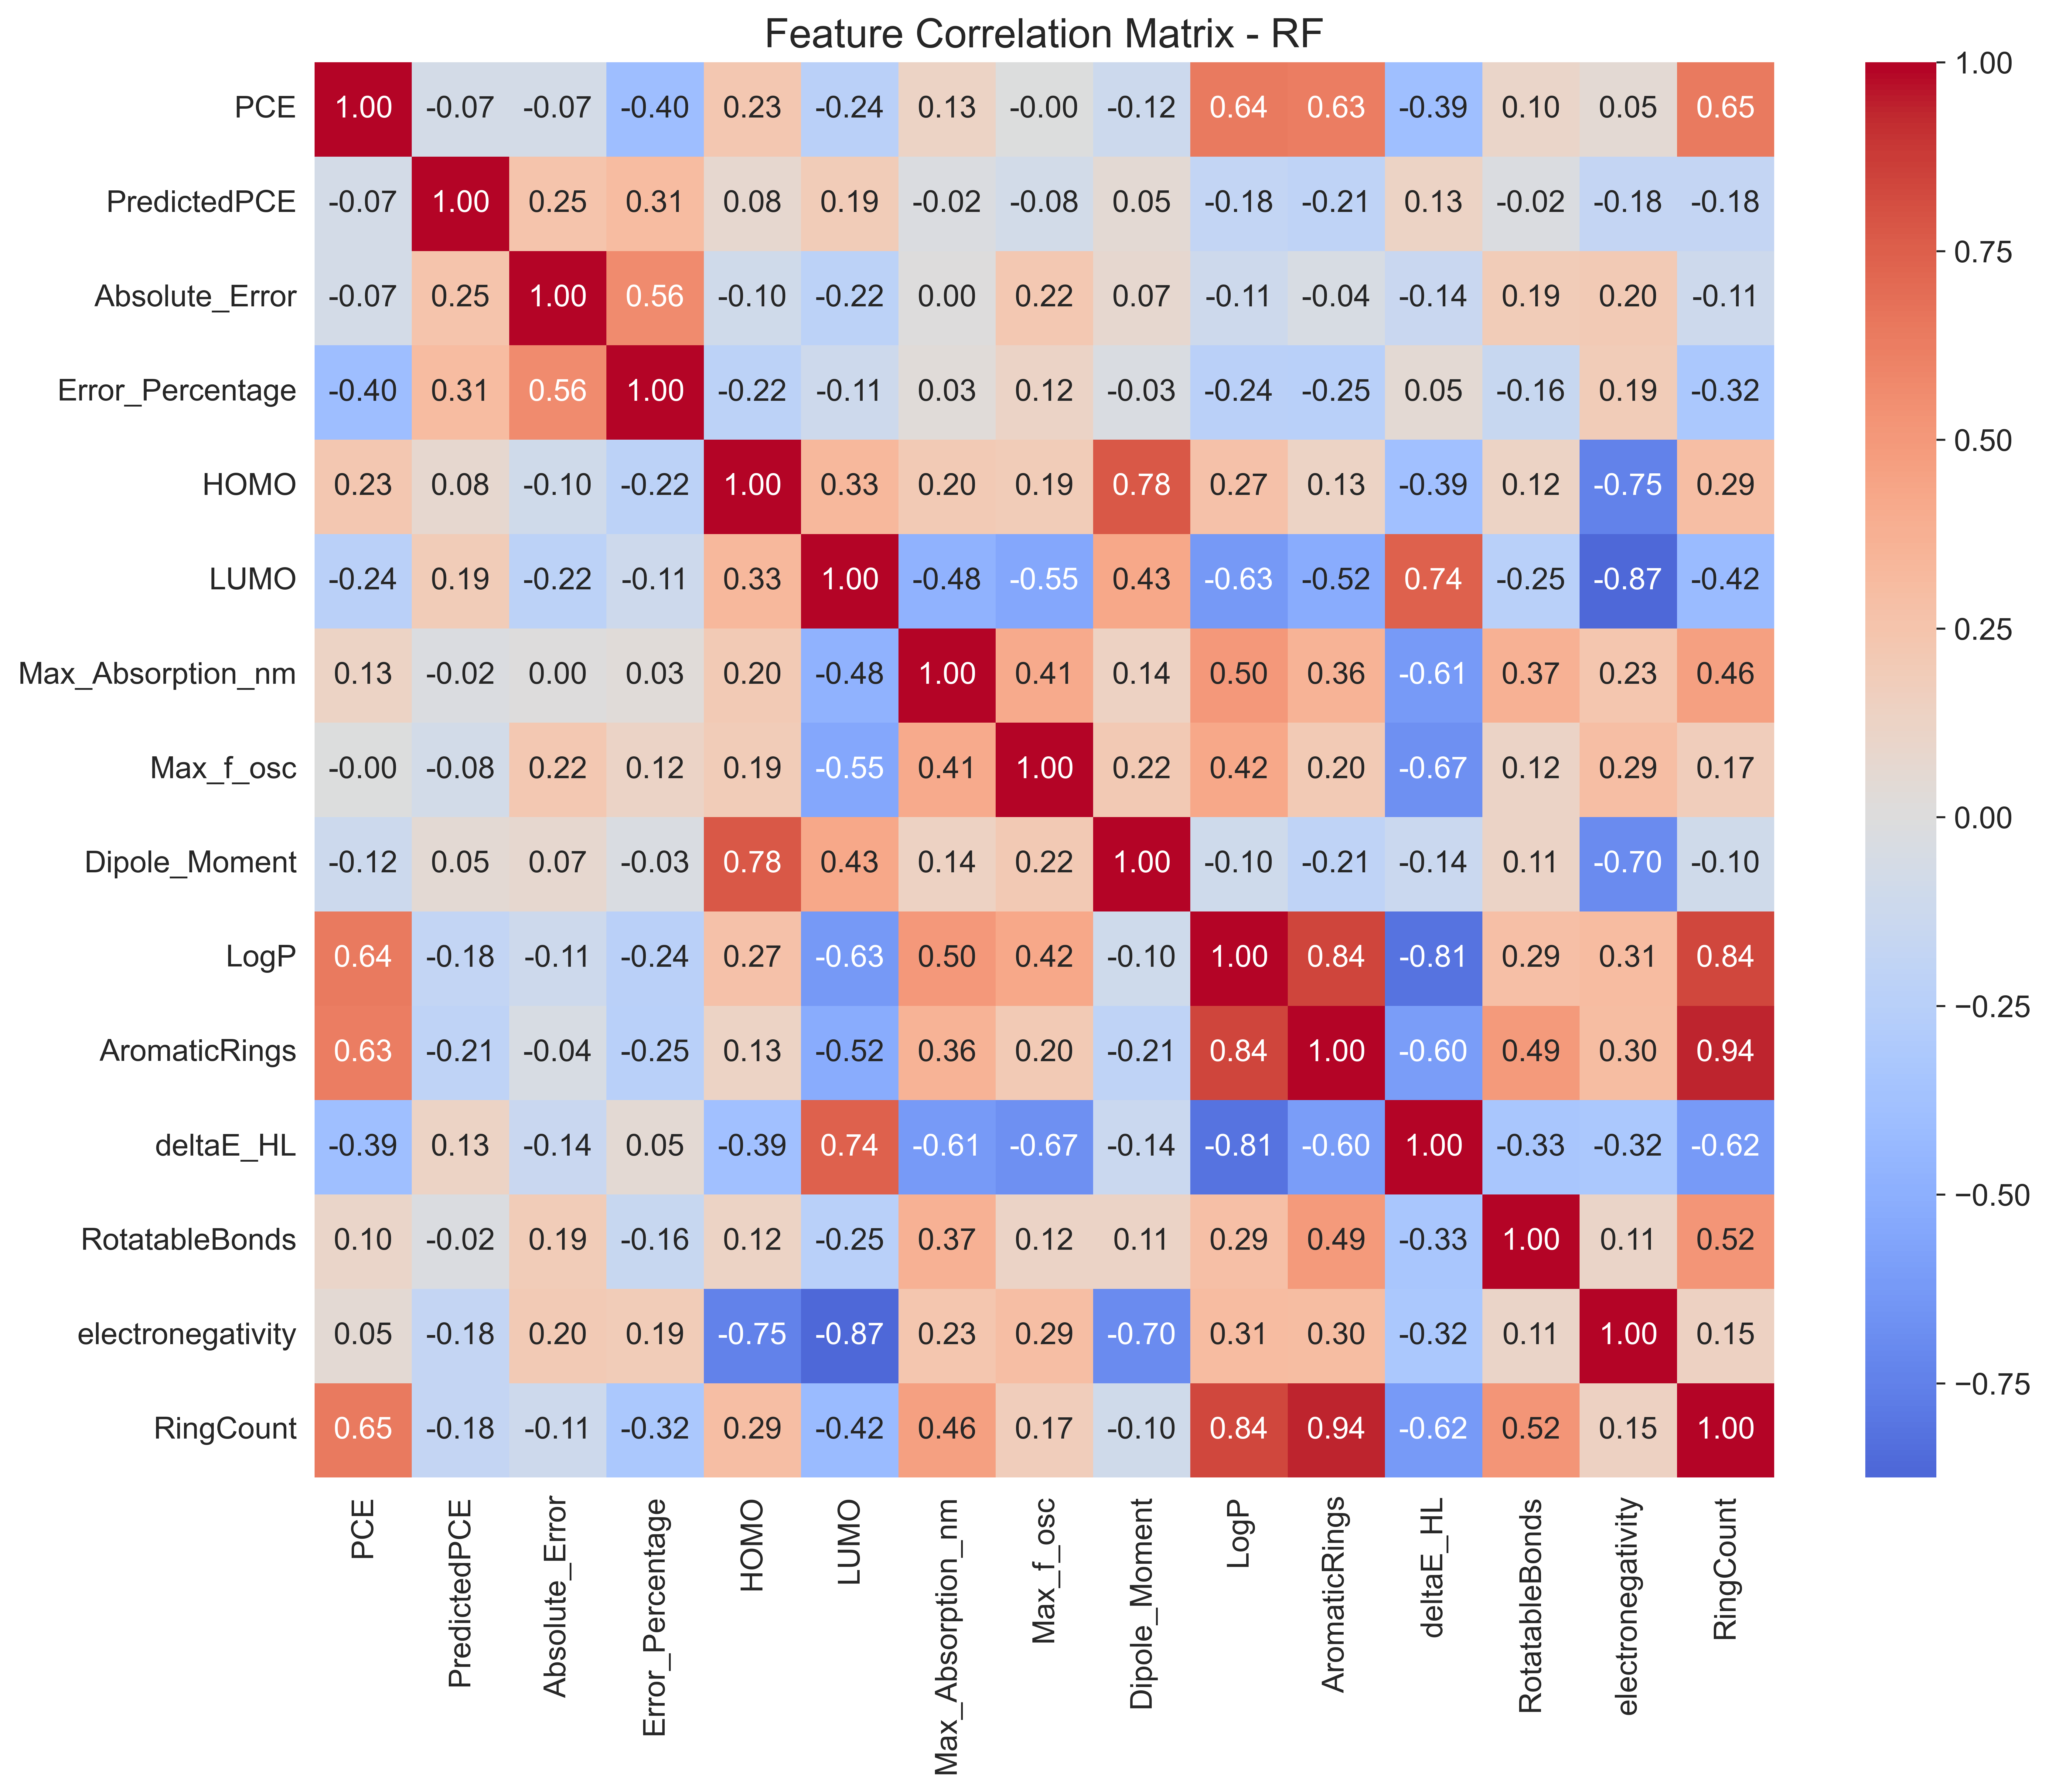 Feature Correlation Matrix - RF
PCE 1.00 -0.07 -0.07 -0.40 0.23 -0.24 0.13 -0.00 -0.12 0.64 0.63 -0.39 0.10 0.05 0.65
PredictedPCE -0.07 1.00 0.25 0.31 0.08 0.19 -0.02 -0.08 0.05 -0.18 -0.21 0.13 -0.02 -0.18 -0.18
Absolute_Error -0.07 0.25 1.00 0.56 -0.10 -0.22 0.00 0.22 0.07 -0.11 -0.04 -0.14 0.19 0.20 -0.11
Error_Percentage -0.40 0.31 0.56 1.00 -0.22 -0.11 0.03 0.12 -0.03 -0.24 -0.25 0.05 -0.16 0.19 -0.32
HOMO 0.23 0.08 -0.10 -0.22 1.00 0.33 0.20 0.19 0.78 0.27 0.13 -0.39 0.12 -0.75 0.29
LUMO -0.24 0.19 -0.22 -0.11 0.33 1.00 -0.48 -0.55 0.43 -0.63 -0.52 0.74 -0.25 -0.87 -0.42
Max_Absorption_nm 0.13 -0.02 0.00 0.03 0.20 -0.48 1.00 0.41 0.14 0.50 0.36 -0.61 0.37 0.23 0.46
Max_f_osc -0.00 -0.08 0.22 0.12 0.19 -0.55 0.41 1.00 0.22 0.42 0.20 -0.67 0.12 0.29 0.17
Dipole_Moment -0.12 0.05 0.07 -0.03 0.78 0.43 0.14 0.22 1.00 -0.10 -0.21 -0.14 0.11 -0.70 -0.10
LogP 0.64 -0.18 -0.11 -0.24 0.27 -0.63 0.50 0.42 -0.10 1.00 0.84 -0.81 0.29 0.31 0.84
AromaticRings 0.63 -0.21 -0.04 -0.25 0.13 -0.52 0.36 0.20 -0.21 0.84 1.00 -0.60 0.49 0.30 0.94
deltaE_HL -0.39 0.13 -0.14 0.05 -0.39 0.74 -0.61 -0.67 -0.14 -0.81 -0.60 1.00 -0.33 -0.32 -0.62
RotatableBonds 0.10 -0.02 0.19 -0.16 0.12 -0.25 0.37 0.12 0.11 0.29 0.49 -0.33 1.00 0.11 0.52
electronegativity 0.05 -0.18 0.20 0.19 -0.75 -0.87 0.23 0.29 -0.70 0.31 0.30 -0.32 0.11 1.00 0.15
RingCount 0.65 -0.18 -0.11 -0.32 0.29 -0.42 0.46 0.17 -0.10 0.84 0.94 -0.62 0.52 0.15 1.00
PCE
PredictedPCE
Absolute_Error
Error_Percentage
HOMO
LUMO
Max_Absorption_nm
Max_f_osc
Dipole_Moment
LogP
AromaticRings
deltaE_HL
RotatableBonds
electronegativity
RingCount
1.00
0.75
0.50
0.25
0.00
−0.25
−0.50
−0.75